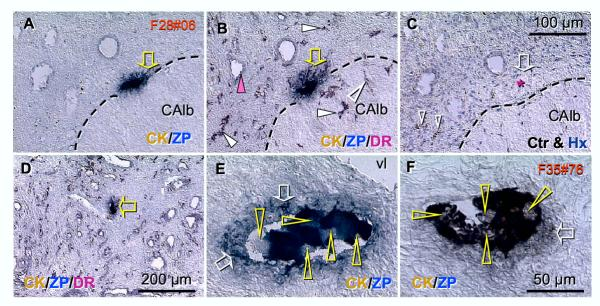 A
F28#06
CAlb
CK/ZP
B
CAlb
CK/ZP/DR
C
100 µm
CAlb
Ctr & Hx
D
CK/ZP/DR
200 µm
E
vl
CK/ZP
F
F35#76
CK/ZP
50 µm